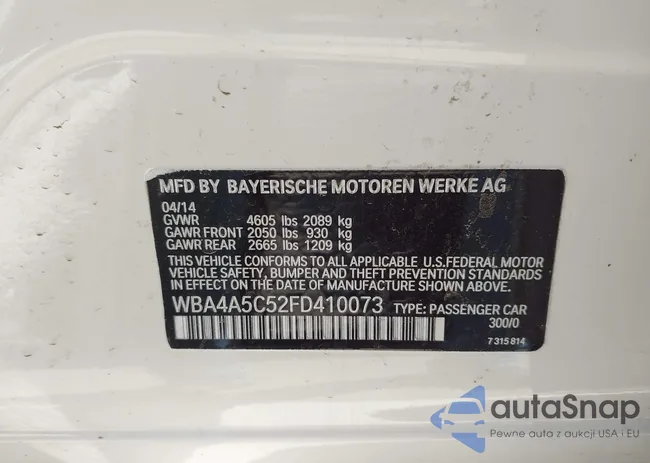 MFD BY BAYERISCHE MOTOREN WERKE AG
04/14
GVWR 4605 lbs 2089 kg
GAWR FRONT 2050 lbs 930 kg
GAWR REAR 2665 lbs 1209 kg
THIS VEHICLE CONFORMS TO ALL APPLICABLE U.S.FEDERAL MOTOR
VEHICLE SAFETY, BUMPER AND THEFT PREVENTION STANDARDS
IN EFFECT ON THE DATE OF MANUFACTURE SHOWN ABOVE.
WBA4A5C52FD410073 TYPE: PASSENGER CAR
300/0
7 315 814
autaSnap
Pewne auta z aukcji USA i EU